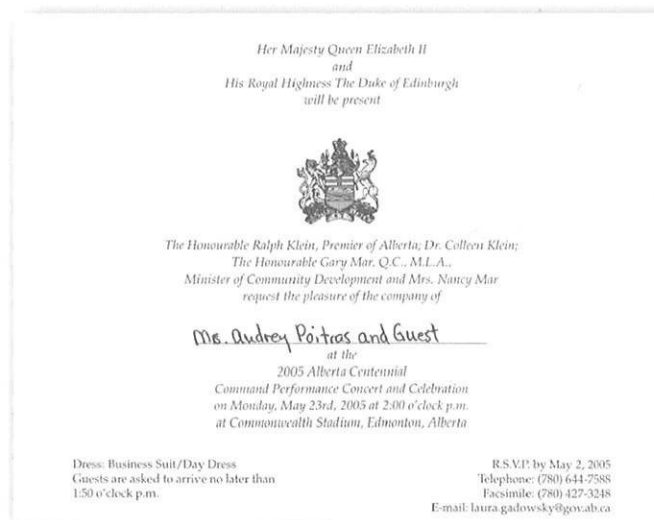 Her Majesty Queen Elizabeth II
and
His Royal Highness The Duke of Edinburgh
will be present
The Honourable Ralph Klein, Premier of Alberta; Dr. Colleen Klein;
The Honourable Gary Mar, Q.C., M.L.A.,
Minister of Community Development and Mrs. Nancy Mar
request the pleasure of the company of
Ms. Audrey Poitras and Guest
at the
2005 Alberta Centennial
Command Performance Concert and Celebration
on Monday, May 23rd, 2005 at 2:00 o'clock p.m.
at Commonwealth Stadium, Edmonton, Alberta
Dress: Business Suit/Day Dress
Guests are asked to arrive no later than
1:50 o'clock p.m.
R.S.V.P. by May 2, 2005
Telephone: (780) 644-7588
Facsimile: (780) 427-3248
E-mail: laura.gadowsky@gov.ab.ca